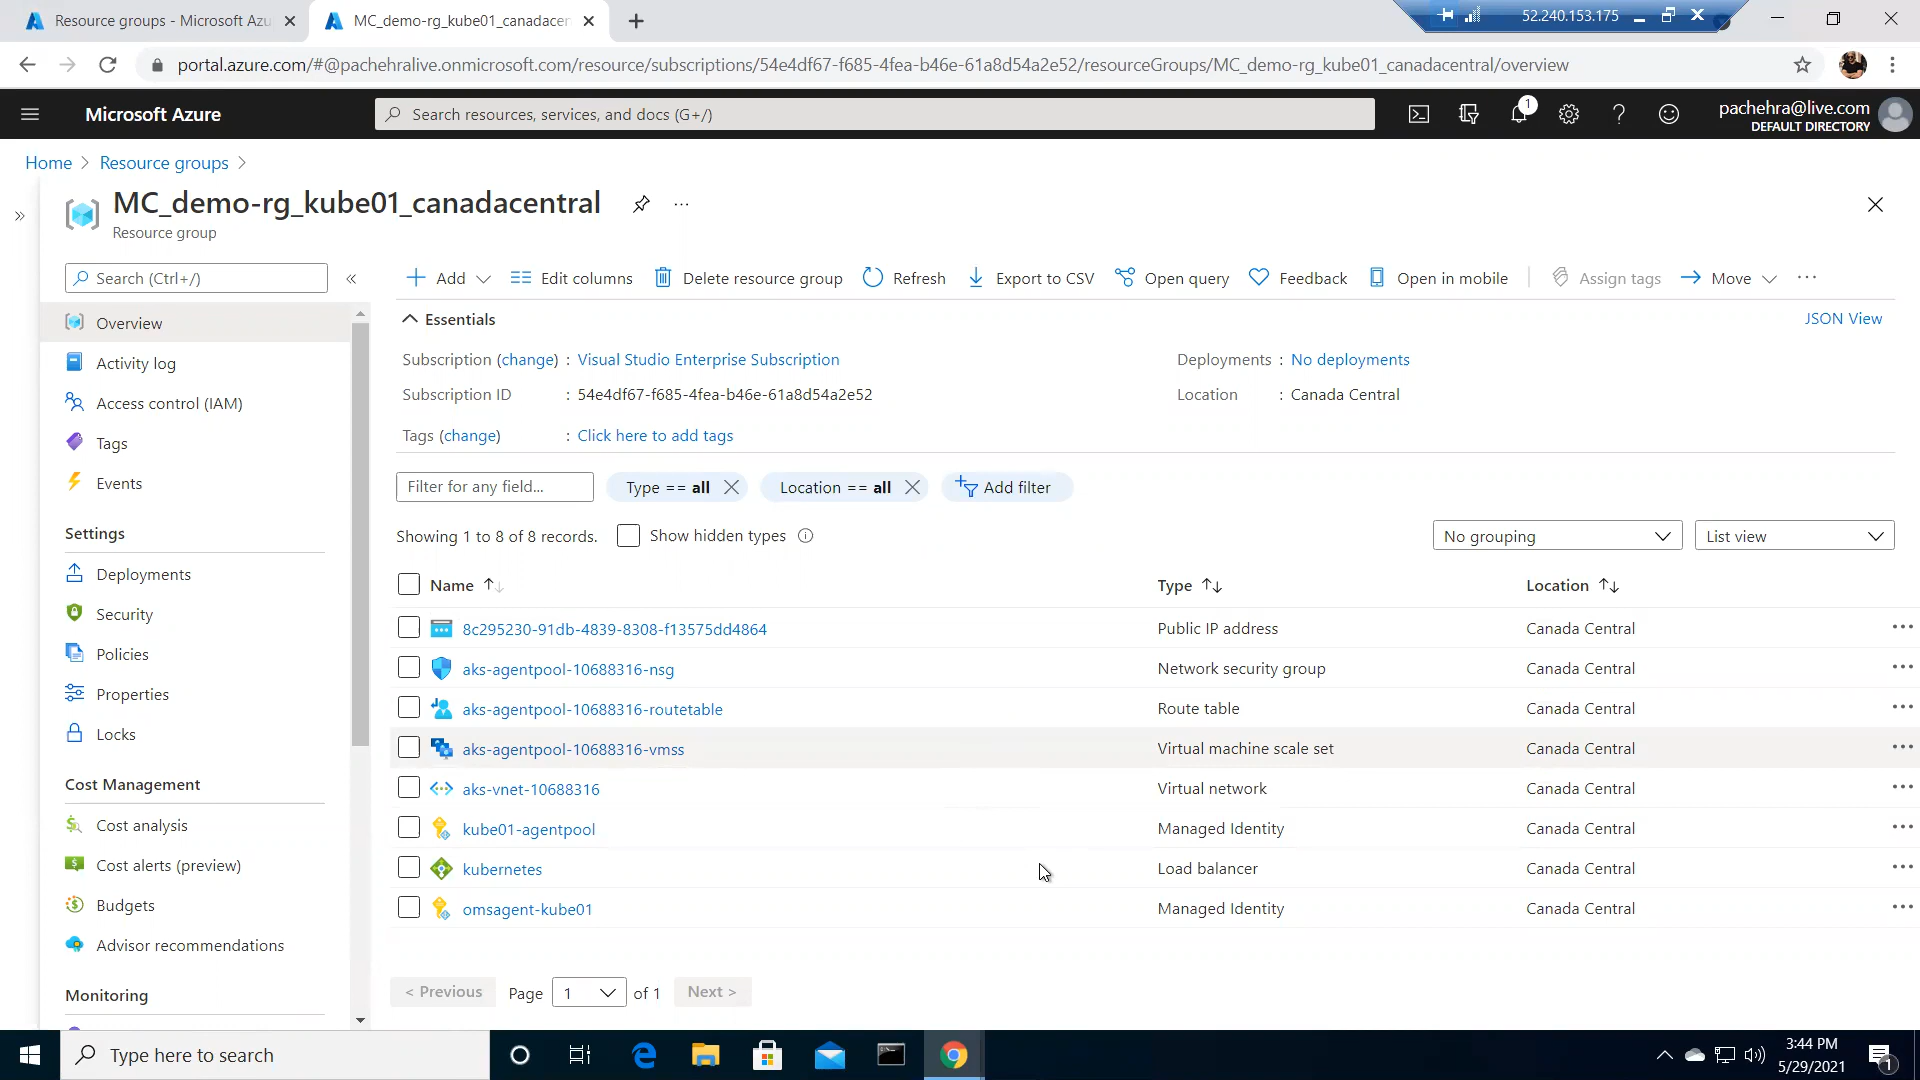 Resource groups - Microsoft Azu
MC_demo-rg_kube01_canadacen
52.240.153.175
portal.azure.com/#@pachehralive.onmicrosoft.com/resource/subscriptions/54e4df67-f685-4fea-b46e-61a8d54a2e52/resourceGroups/MC_demo-rg_kube01_canadacentral/overview
Microsoft Azure
Search resources, services, and docs (G+/)
1
pachehra@live.com
DEFAULT DIRECTORY
Home > Resource groups >
MC_demo-rg_kube01_canadacentral
...
Resource group
Search (Ctrl+/)
«
»
Add
Edit columns
Delete resource group
Refresh
Export to CSV
Open query
Feedback
Open in mobile
Assign tags
Move
...
Overview
Activity log
Access control (IAM)
Tags
Events
Settings
Deployments
Security
Policies
Properties
Locks
Cost Management
Cost analysis
Cost alerts (preview)
Budgets
Advisor recommendations
Monitoring
Essentials
JSON View
Subscription (change) : Visual Studio Enterprise Subscription
Deployments : No deployments
Subscription ID : 54e4df67-f685-4fea-b46e-61a8d54a2e52
Location : Canada Central
Tags (change) : Click here to add tags
Filter for any field...
Type == all
Location == all
Add filter
Showing 1 to 8 of 8 records.
Show hidden types
No grouping
List view
Name Type Location
8c295230-91db-4839-8308-f13575dd4864 Public IP address Canada Central ...
aks-agentpool-10688316-nsg Network security group Canada Central ...
aks-agentpool-10688316-routetable Route table Canada Central ...
aks-agentpool-10688316-vmss Virtual machine scale set Canada Central ...
aks-vnet-10688316 Virtual network Canada Central ...
kube01-agentpool Managed Identity Canada Central ...
kubernetes Load balancer Canada Central ...
omsagent-kube01 Managed Identity Canada Central ...
< Previous Page 1 of 1 Next >
Type here to search
3:44 PM
5/29/2021
1